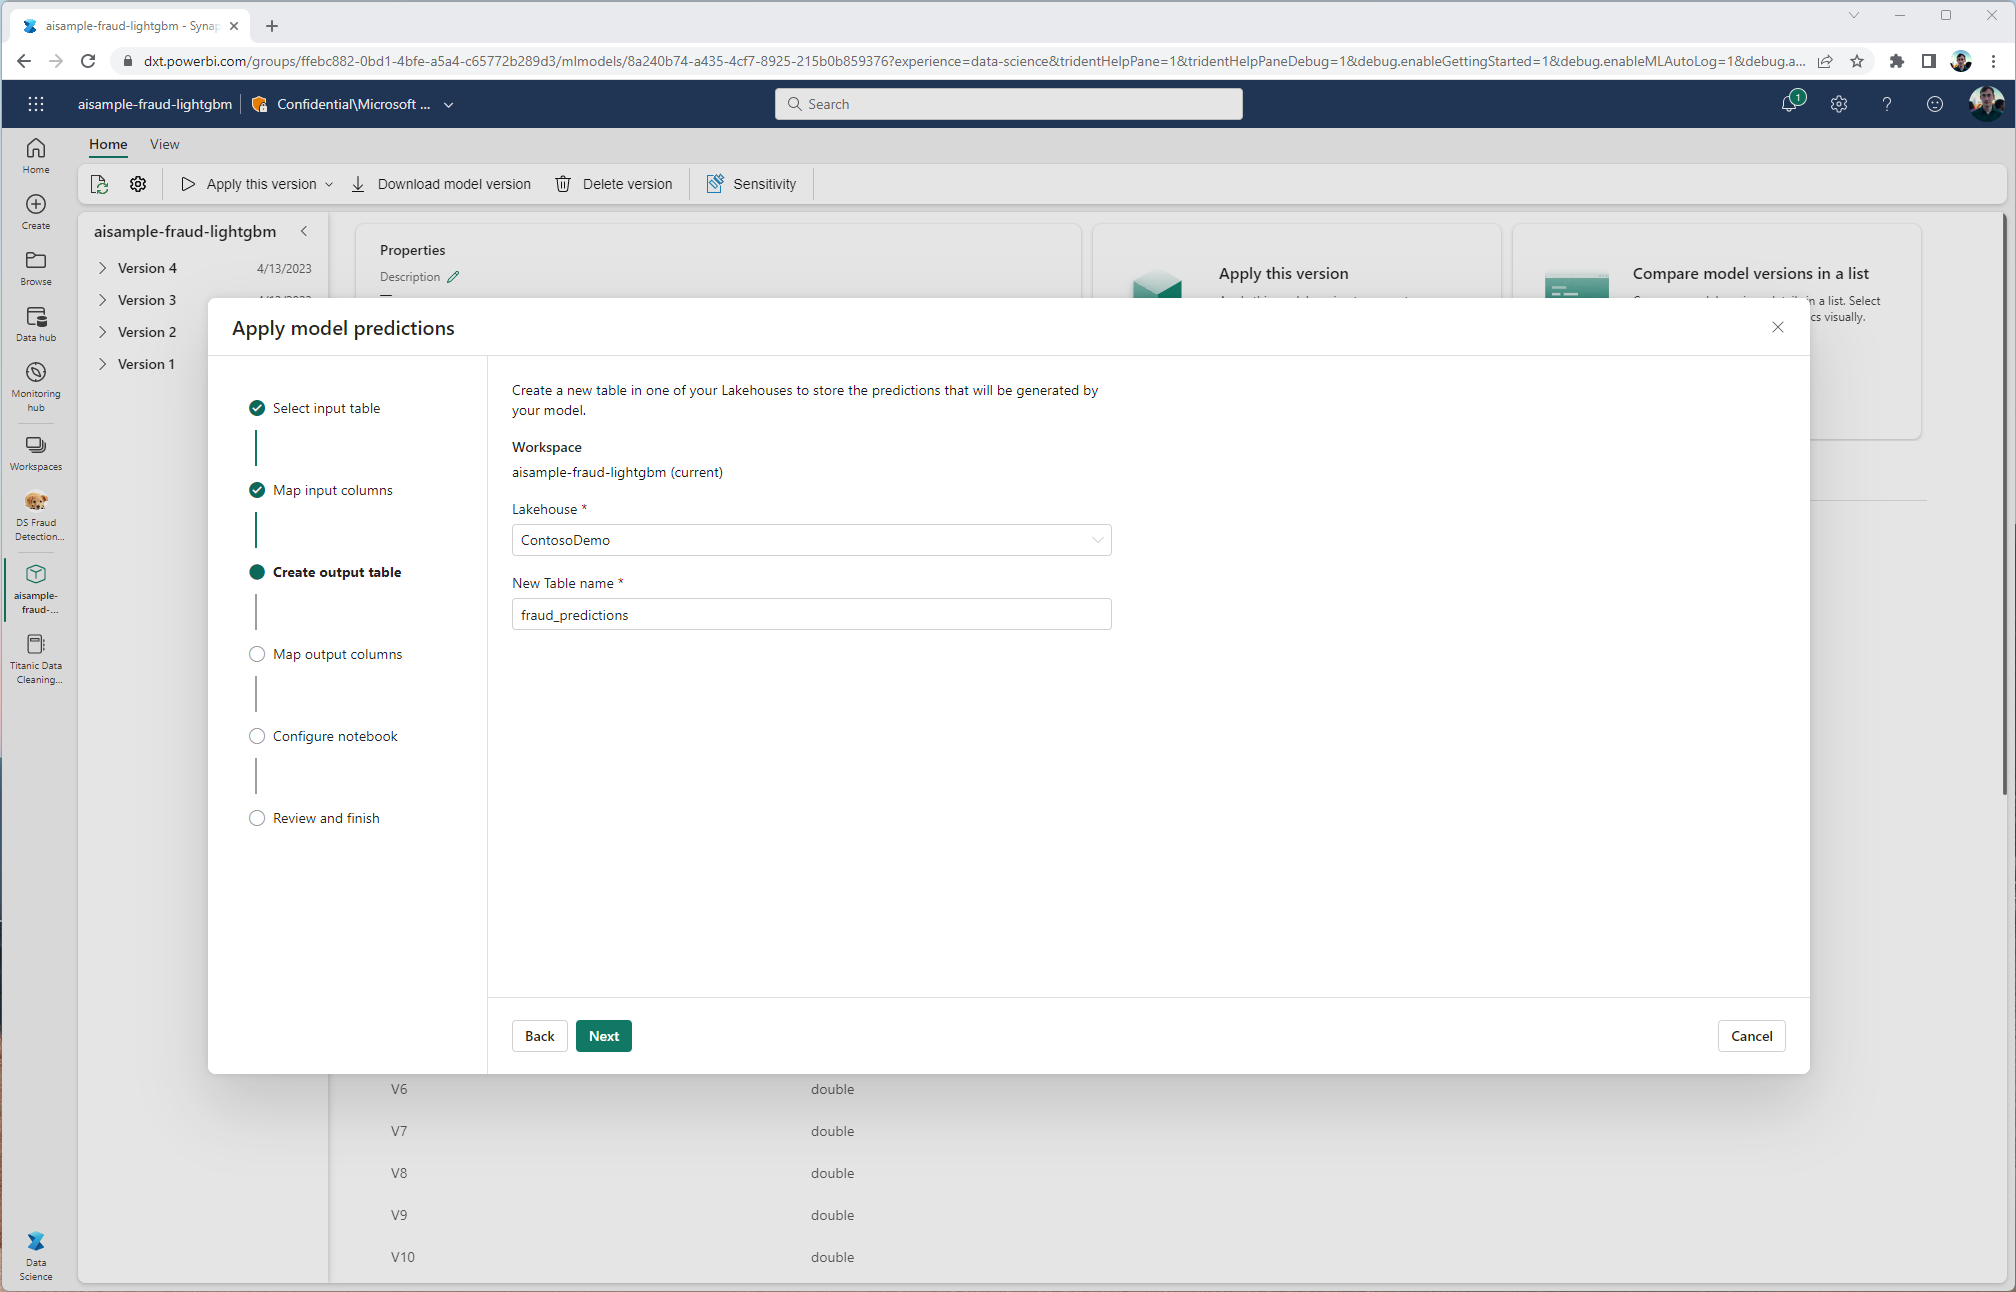 aisample-fraud-lightgbm - Synap
dxt.powerbi.com/groups/ffebc882-0bd1-4bfe-a5a4-c65772b289d3/mlmodels/8a240b74-a435-4cf7-8925-215b0b859376?experience=data-science&tridentHelpPane=1&tridentHelpPaneDebug=1&debug.enableGettingStarted=1&debug.enableMLAutoLog=1&debug.a...
aisample-fraud-lightgbm
Confidential\Microsoft ...
Search
1
Home
View
Apply this version
Download model version
Delete version
Sensitivity
Home
Create
Browse
Data hub
Monitoring
hub
Workspaces
DS Fraud
Detection...
aisample-
fraud-...
Titanic Data
Cleaning...
Data
Science
aisample-fraud-lightgbm
Version 4 4/13/2023
Version 3
Version 2
Version 1
Properties
Description
Apply this version
Compare model versions in a list
in a list. Select
cs visually.
Apply model predictions
Select input table
Map input columns
Create output table
Map output columns
Configure notebook
Review and finish
Create a new table in one of your Lakehouses to store the predictions that will be generated by
your model.
Workspace
aisample-fraud-lightgbm (current)
Lakehouse *
ContosoDemo
New Table name *
fraud_predictions
Back
Next
Cancel
V6 double
V7 double
V8 double
V9 double
V10 double